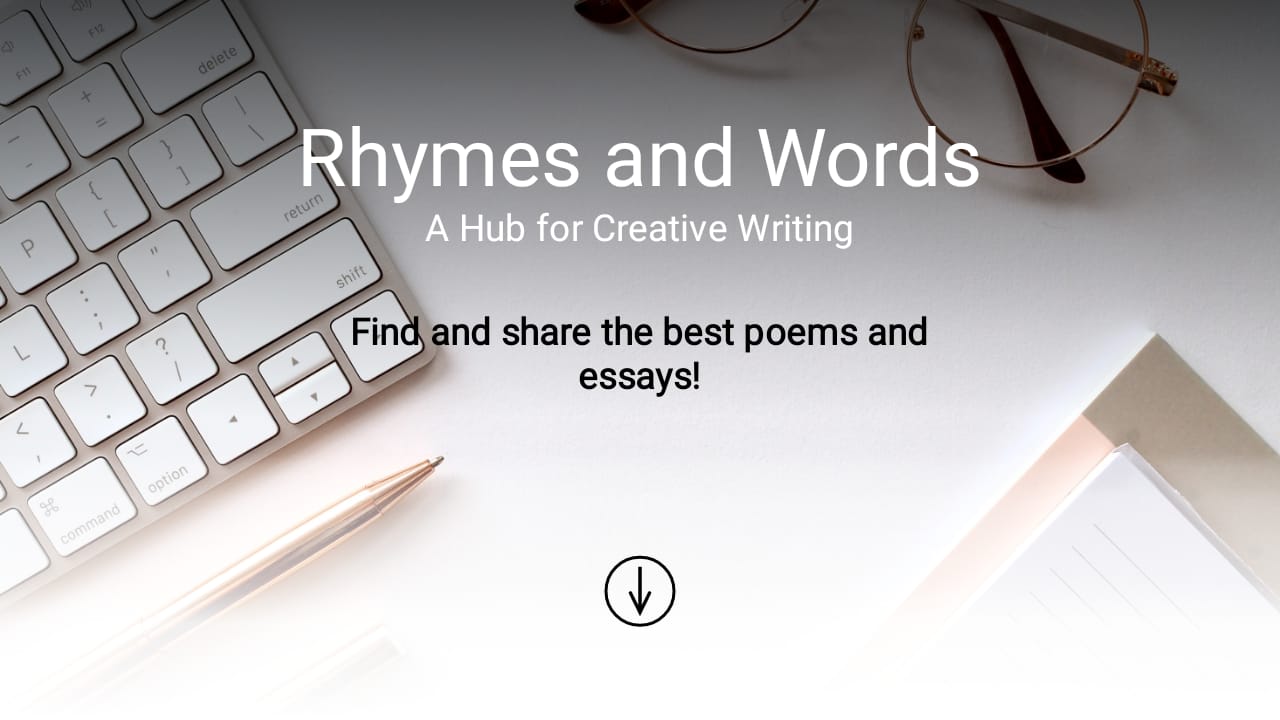 F12
F11
delete
+
=
-
|
\
}
]
{
[
return
P
"
'
shift
:
;
L
?
/
>
.
<
,
option
command
Rhymes and Words
A Hub for Creative Writing
Find and share the best poems and
essays!